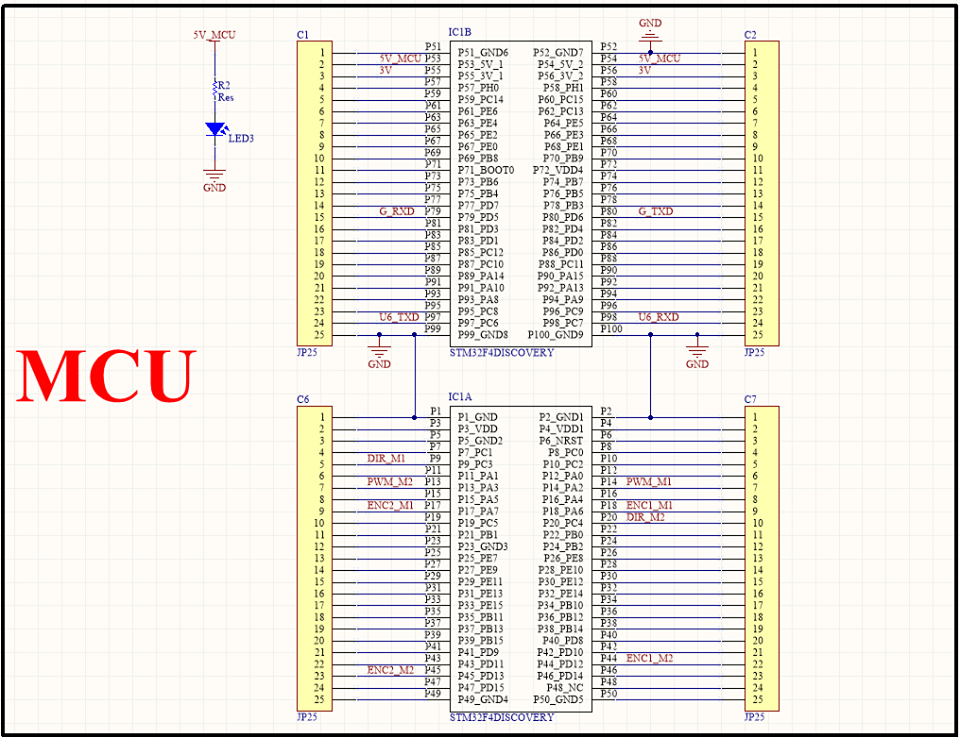 5V_MCU
R2
Res
LED3
GND
MCU
GND
C1 IC1B C2
1 P51 P51_GND6 P52_GND7 P52 1
2 5V_MCU P53 P53_5V_1 P54_5V_2 P54 5V_MCU 2
3 3V P55 P55_3V_1 P56_3V_2 P56 3V 3
4 P57 P57_PH0 P58_PH1 P58 4
5 P59 P59_PC14 P60_PC15 P60 5
6 P61 P61_PE6 P62_PC13 P62 6
7 P63 P63_PE4 P64_PE5 P64 7
8 P65 P65_PE2 P66_PE3 P66 8
9 P67 P67_PE0 P68_PE1 P68 9
10 P69 P69_PB8 P70_PB9 P70 10
11 P71 P71_BOOT0 P72_VDD4 P72 11
12 P73 P73_PB6 P74_PB7 P74 12
13 P75 P75_PB4 P76_PB5 P76 13
14 P77 P77_PD7 P78_PB3 P78 14
15 G_RXD P79 P79_PD5 P80_PD6 P80 G_TXD 15
16 P81 P81_PD3 P82_PD4 P82 16
17 P83 P83_PD1 P84_PD2 P84 17
18 P85 P85_PC12 P86_PD0 P86 18
19 P87 P87_PC10 P88_PC11 P88 19
20 P89 P89_PA14 P90_PA15 P90 20
21 P91 P91_PA10 P92_PA13 P92 21
22 P93 P93_PA8 P94_PA9 P94 22
23 P95 P95_PC8 P96_PC9 P96 23
24 U6_TXD P97 P97_PC6 P98_PC7 P98 U6_RXD 24
25 P99 P99_GND8 P100_GND9 P100 25
JP25 STM32F4DISCOVERY JP25
GND GND
C6 IC1A C7
1 P1 P1_GND P2_GND1 P2 1
2 P3 P3_VDD P4_VDD1 P4 2
3 P5 P5_GND2 P6_NRST P6 3
4 P7 P7_PC1 P8_PC0 P8 4
5 DIR_M1 P9 P9_PC3 P10_PC2 P10 5
6 P11 P11_PA1 P12_PA0 P12 6
7 PWM_M2 P13 P13_PA3 P14_PA2 P14 PWM_M1 7
8 P15 P15_PA5 P16_PA4 P16 8
9 ENC2_M1 P17 P17_PA7 P18_PA6 P18 ENC1_M1 9
10 P19 P19_PC5 P20_PC4 P20 DIR_M2 10
11 P21 P21_PB1 P22_PB0 P22 11
12 P23 P23_GND3 P24_PB2 P24 12
13 P25 P25_PE7 P26_PE8 P26 13
14 P27 P27_PE9 P28_PE10 P28 14
15 P29 P29_PE11 P30_PE12 P30 15
16 P31 P31_PE13 P32_PE14 P32 16
17 P33 P33_PE15 P34_PB10 P34 17
18 P35 P35_PB11 P36_PB12 P36 18
19 P37 P37_PB13 P38_PB14 P38 19
20 P39 P39_PB15 P40_PD8 P40 20
21 P41 P41_PD9 P42_PD10 P42 21
22 P43 P43_PD11 P44_PD12 P44 ENC1_M2 22
23 ENC2_M2 P45 P45_PD13 P46_PD14 P46 23
24 P47 P47_PD15 P48_NC P48 24
25 P49 P49_GND4 P50_GND5 P50 25
JP25 STM32F4DISCOVERY JP25